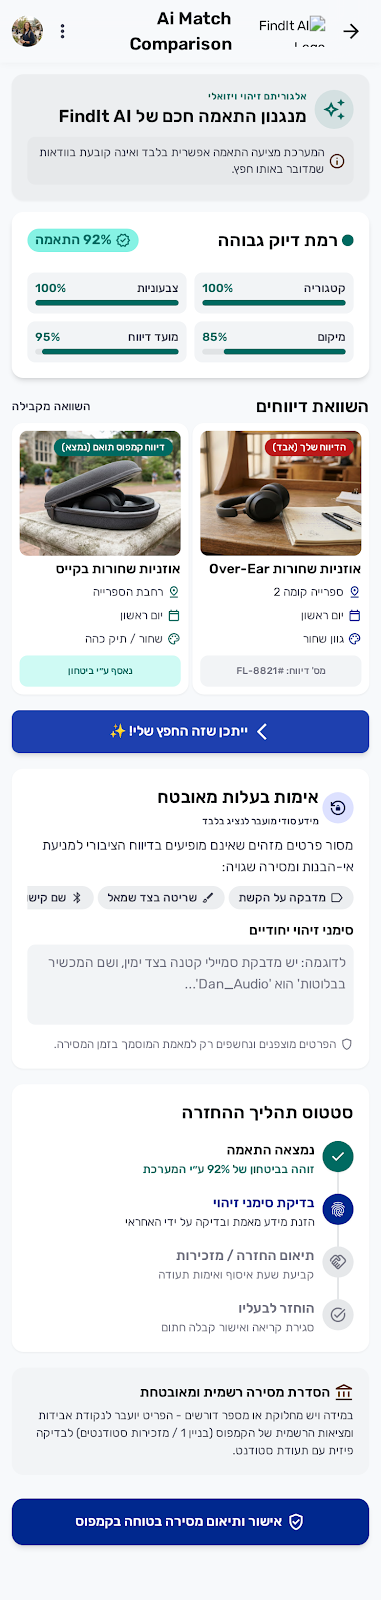 FindIt AI
Logo
Ai Match
Comparison
אלגוריתם זיהוי ויזואלי
מנגנון התאמה חכם של FindIt AI
המערכת מציעה התאמה אפשרית בלבד ואינה קובעת בוודאות
שמדובר באותו חפץ.
רמת דיוק גבוהה
92% התאמה
קטגוריה 100%
צבעוניות 100%
מיקום 85%
מועד דיווח 95%
השוואת דיווחים
השוואה מקבילה
הדיווח שלך (אבד)
אוזניות שחורות Over-Ear
ספרייה קומה 2
יום ראשון
גוון שחור
מס' דיווח: #FL-8821
דיווח קמפוס תואם (נמצא)
אוזניות שחורות בקייס
רחבת הספרייה
יום ראשון
שחור / תיק כהה
נאסף ע״י ביטחון
ייתכן שזה החפץ שלי! ✨
אימות בעלות מאובטח
מידע סודי מועבר לנציג בלבד
מסור פרטים מזהים שאינם מופיעים בדיווח הציבורי למניעת
אי-הבנות ומסירה שגויה:
מדבקה על הקשת
שריטה בצד שמאל
שם קישו
סימני זיהוי יחודיים
לדוגמה: יש מדבקת סמיילי קטנה בצד ימין, ושם המכשיר
בבלוטות' הוא 'Dan_Audio'...
הפרטים מוצפנים ונחשפים רק למאמת המוסמך בזמן המסירה.
סטטוס תהליך ההחזרה
נמצאה התאמה
זוהה בביטחון של 92% ע״י המערכת
בדיקת סימני זיהוי
הזנת מידע מאמת ובדיקה על ידי האחראי
תיאום החזרה / מזכירות
קביעת שעת איסוף ואימות תעודה
הוחזר לבעליו
סגירת קריאה ואישור קבלה חתום
הסדרת מסירה רשמית ומאובטחת
במידה ויש מחלוקת או מספר דורשים - הפריט יועבר לנקודת אבידות
ומציאות הרשמית של הקמפוס (בניין 1 / מזכירות סטודנטים) לבדיקה
פיזית עם תעודת סטודנט.
אישור ותיאום מסירה בטוחה בקמפוס